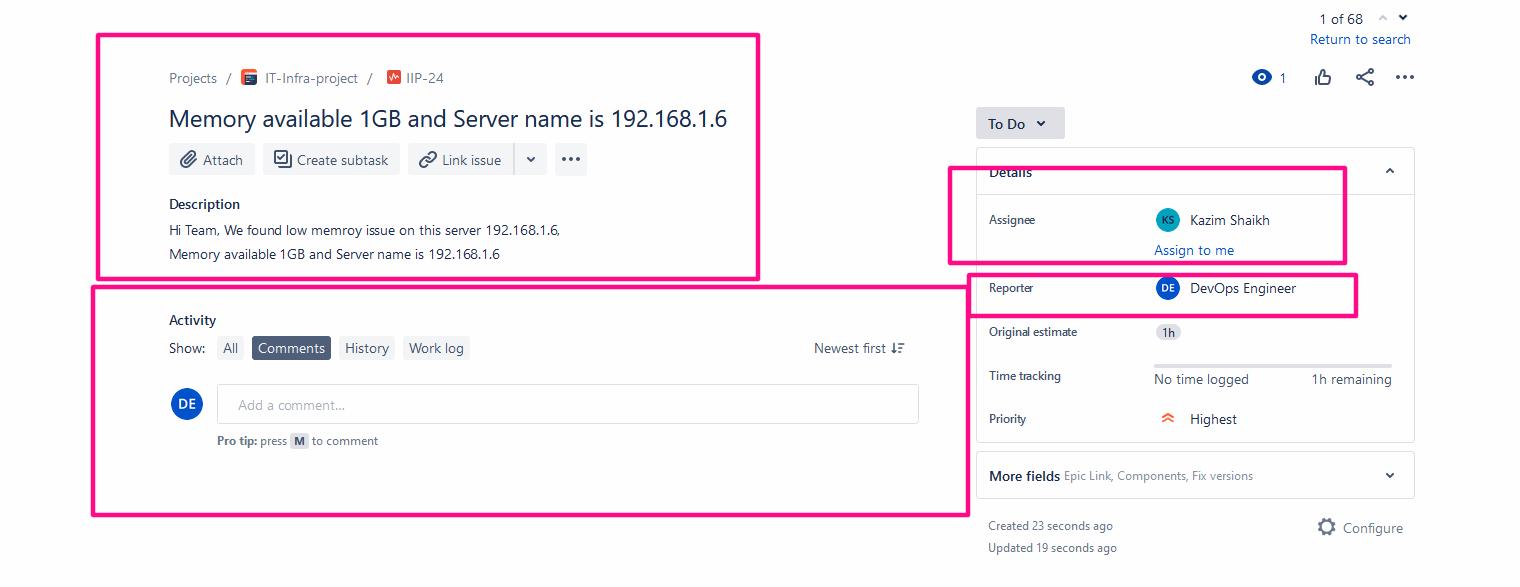 1 of 68
Return to search
Projects / IT-Infra-project / IIP-24
1
Memory available 1GB and Server name is 192.168.1.6
Attach Create subtask Link issue
Description
Hi Team, We found low memroy issue on this server 192.168.1.6,
Memory available 1GB and Server name is 192.168.1.6
Activity
Show: All Comments History Work log Newest first
DE Add a comment...
Pro tip: press M to comment
To Do
Details
Assignee KS Kazim Shaikh
Assign to me
Reporter DE DevOps Engineer
Original estimate 1h
Time tracking No time logged 1h remaining
Priority Highest
More fields Epic Link, Components, Fix versions
Created 23 seconds ago
Updated 19 seconds ago
Configure